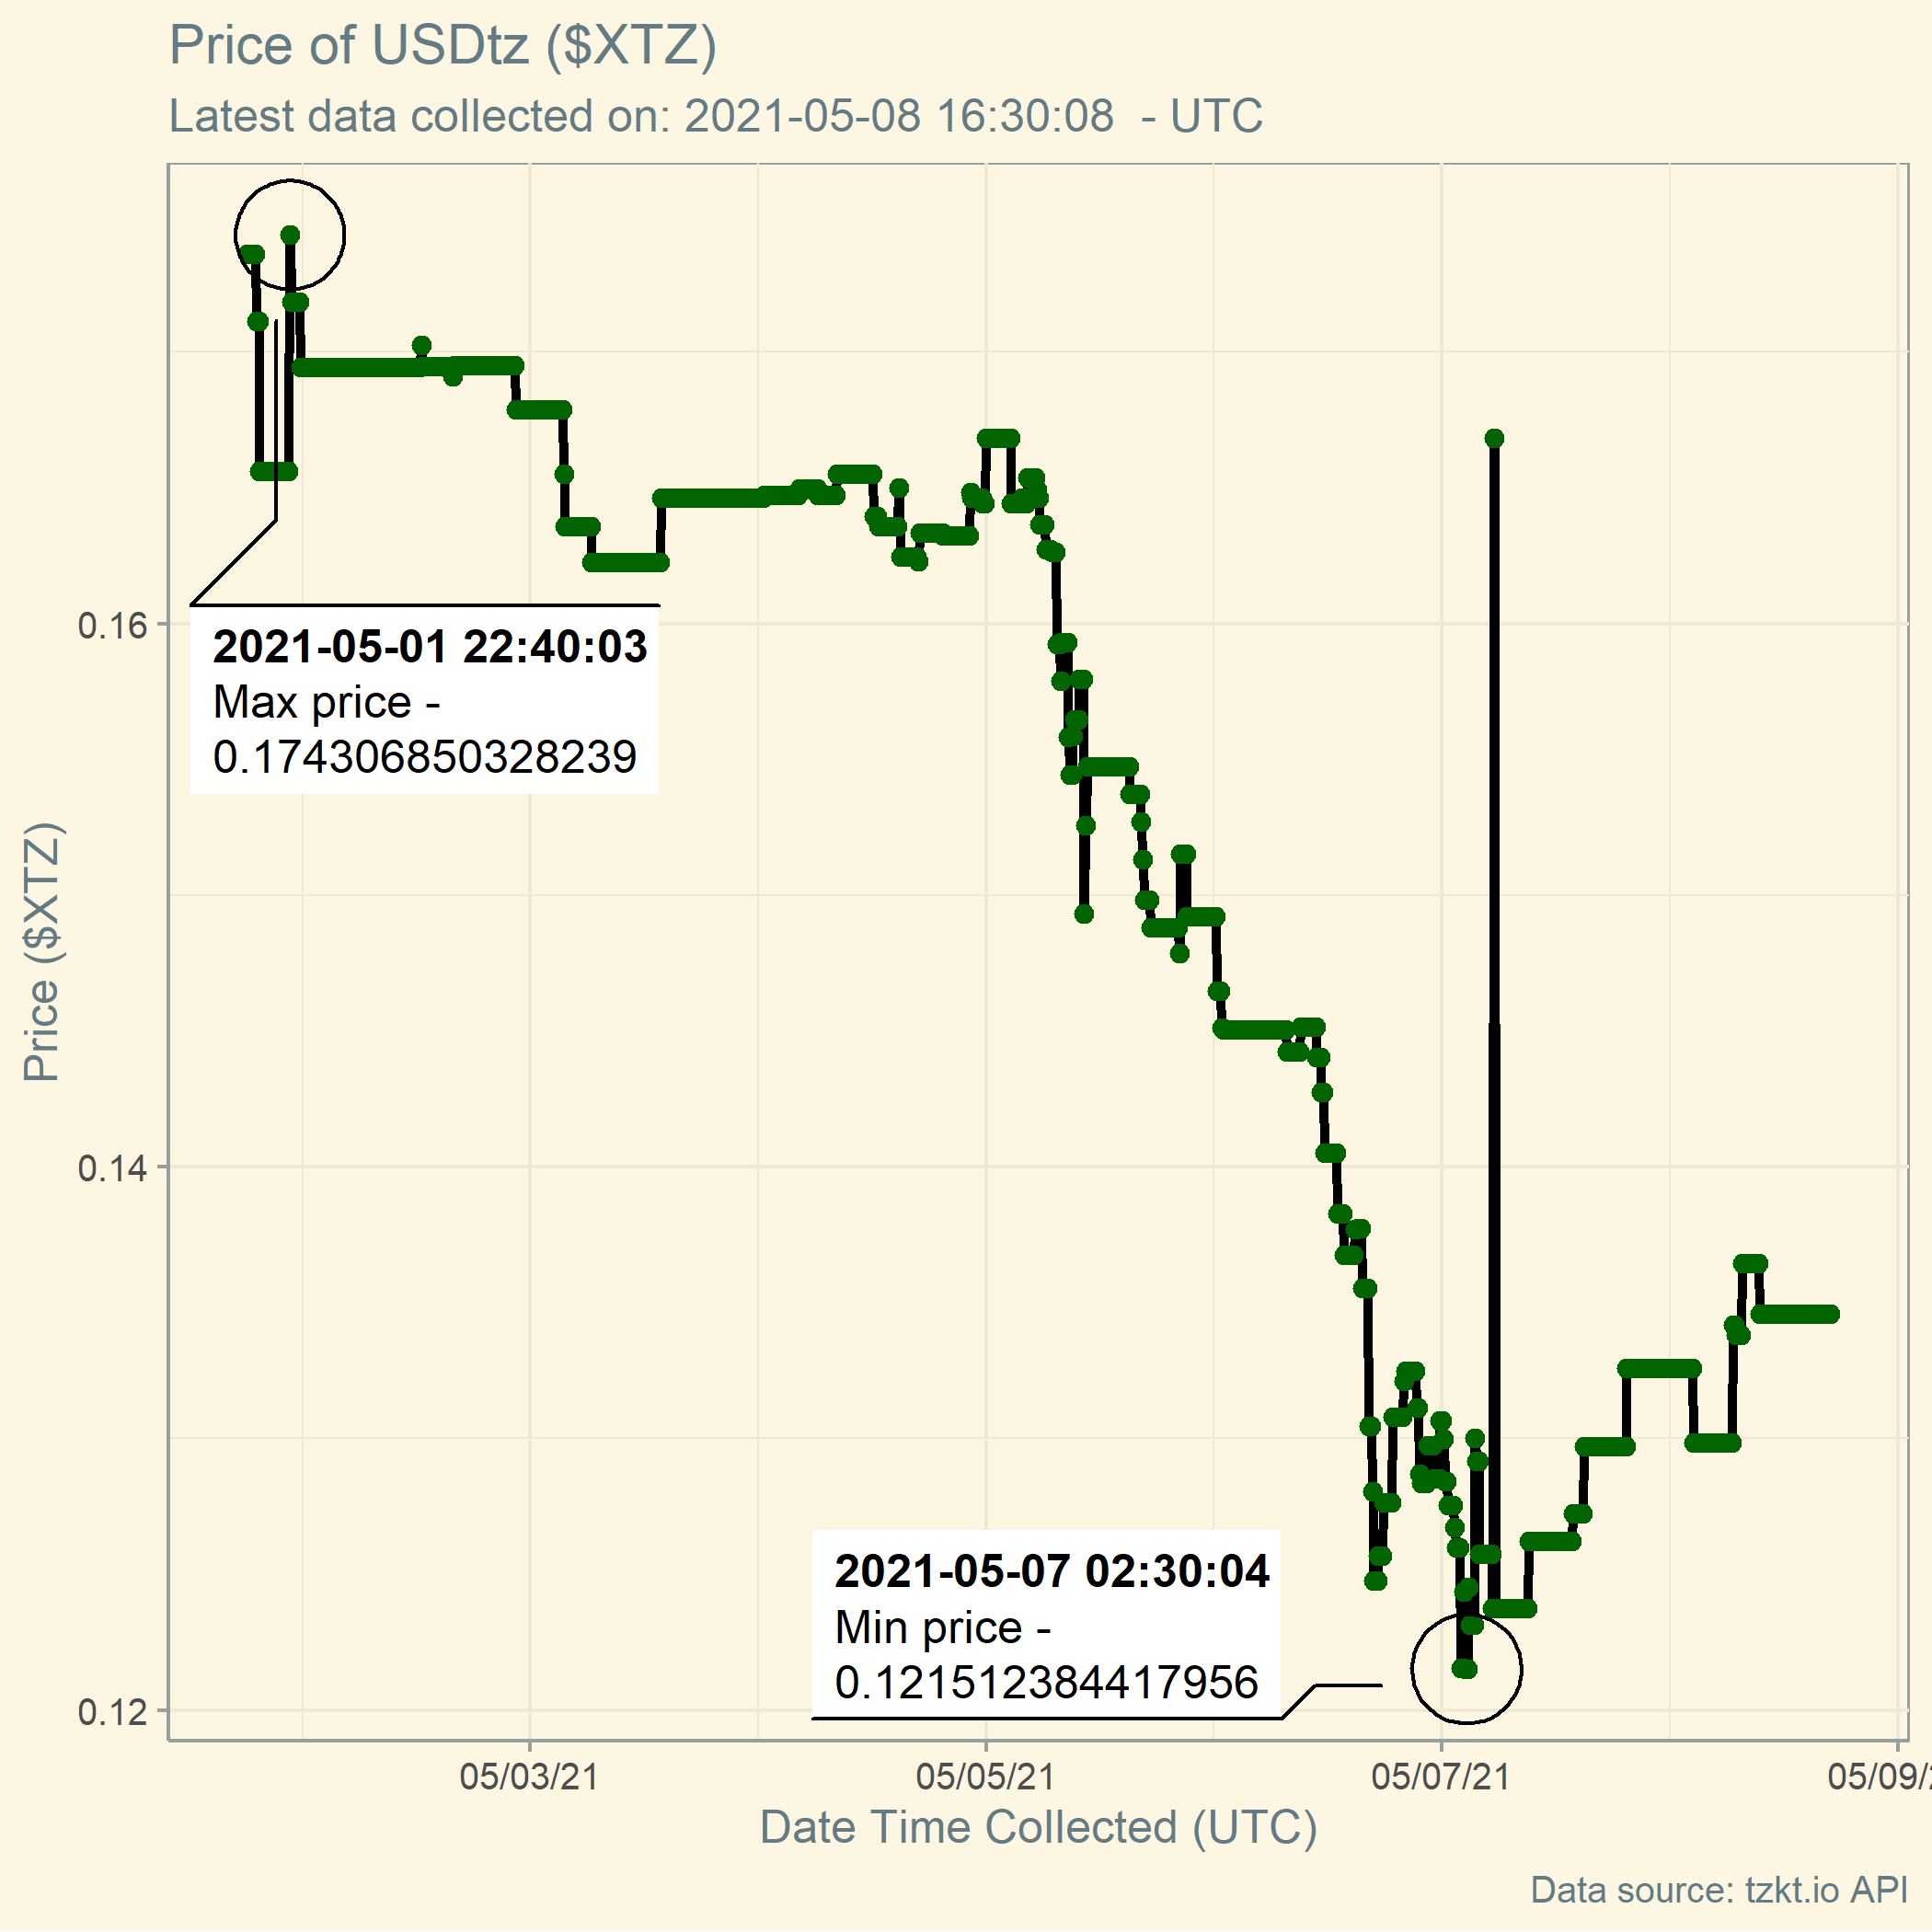 Price of USDtz ($XTZ)
Latest data collected on: 2021-05-08 16:30:08  - UTC
Price ($XTZ)
0.16
0.14
0.12
2021-05-01 22:40:03
Max price -
0.174306850328239
2021-05-07 02:30:04
Min price -
0.121512384417956
05/03/21
05/05/21
05/07/21
05/09/2
Date Time Collected (UTC)
Data source: tzkt.io API